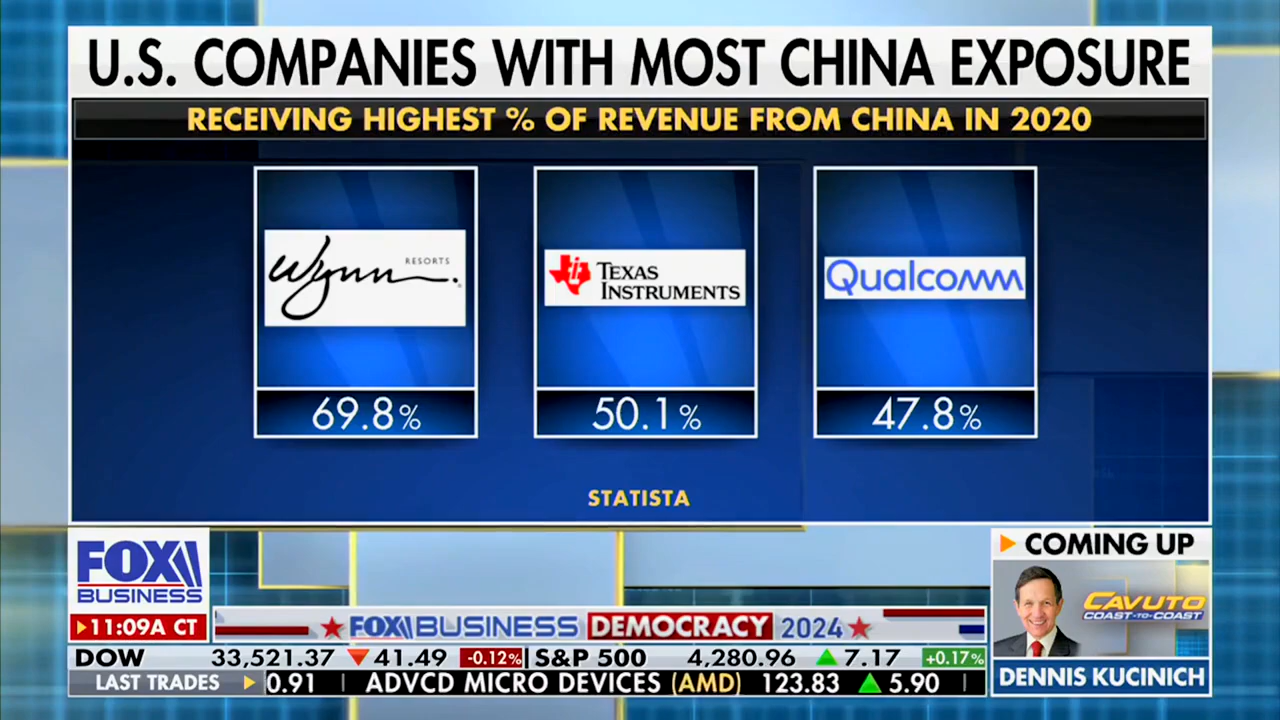 U.S. COMPANIES WITH MOST CHINA EXPOSURE
RECEIVING HIGHEST % OF REVENUE FROM CHINA IN 2020
Wynn RESORTS
TEXAS
INSTRUMENTS
Qualcomm
69.8%
50.1%
47.8%
STATISTA
FOX
BUSINESS
11:09A CT
FOX BUSINESS DEMOCRACY 2024
COMING UP
CAVUTO
COAST-TO-COAST
DENNIS KUCINICH
DOW 33,521.37 ▼ 41.49 -0.12% S&P 500 4,280.96 ▲ 7.17 +0.17%
LAST TRADES 0.91 | ADVCD MICRO DEVICES (AMD) 123.83 ▲ 5.90 |